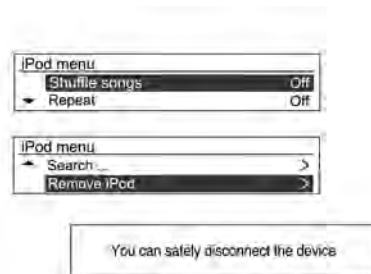 iPod menu
Shuffle songs Off
Repeat Off
iPod menu
Search ...
Remove iPod
You can safely disconnect the device